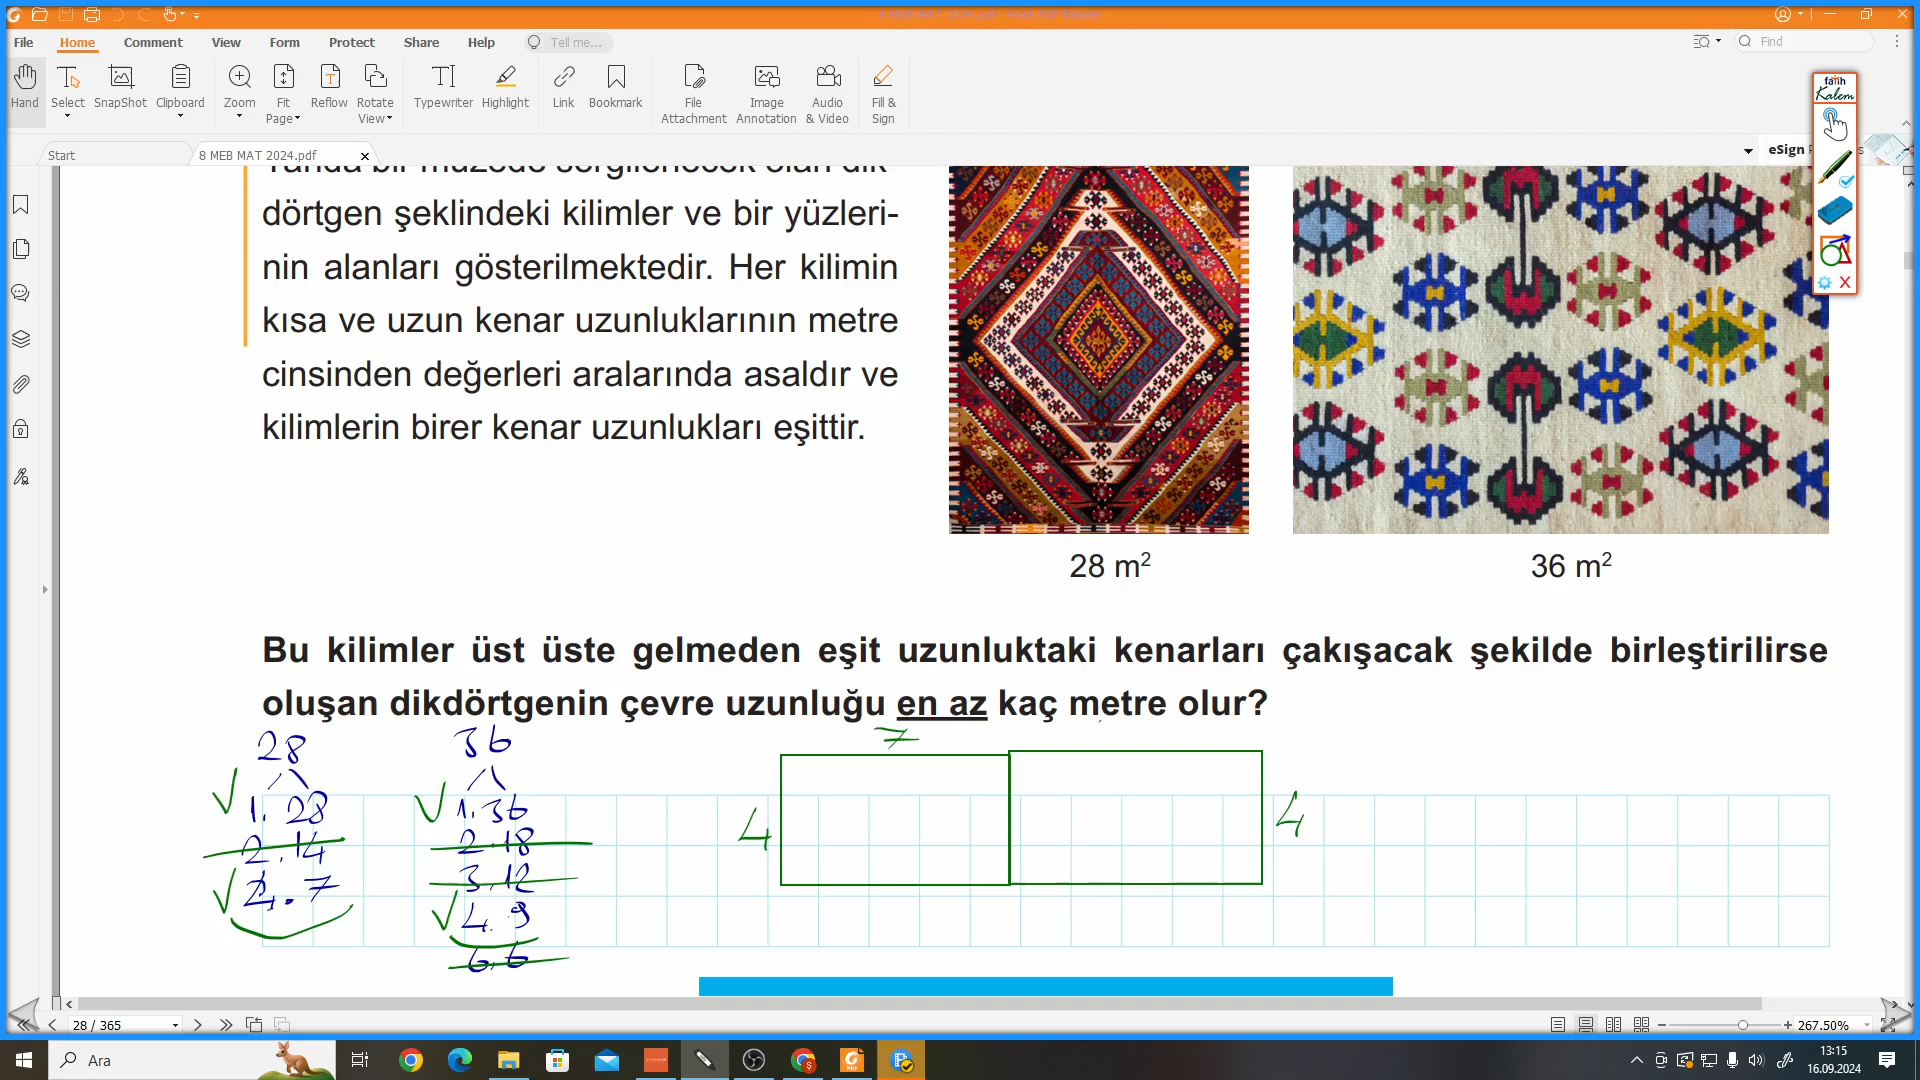 File Home Comment View Form Protect Share Help Tell me... Find
Hand Select SnapShot Clipboard Zoom Fit Page Reflow Rotate View Typewriter Highlight Link Bookmark File Attachment Image Annotation Audio & Video Fill & Sign
fatih
Kalem
Start 8 MEB MAT 2024.pdf eSign
dörtgen şeklindeki kilimler ve bir yüzleri-
nin alanları gösterilmektedir. Her kilimin
kısa ve uzun kenar uzunluklarının metre
cinsinden değerleri aralarında asaldır ve
kilimlerin birer kenar uzunlukları eşittir.
28 m²
36 m²
Bu kilimler üst üste gelmeden eşit uzunluktaki kenarları çakışacak şekilde birleştirilirse
oluşan dikdörtgenin çevre uzunluğu en az kaç metre olur?
28
1.28
2.14
4.7
36
1.36
2.18
3.12
4.9
6.6
7
4
4
28 / 365
267.50%
Ara
13:15
16.09.2024